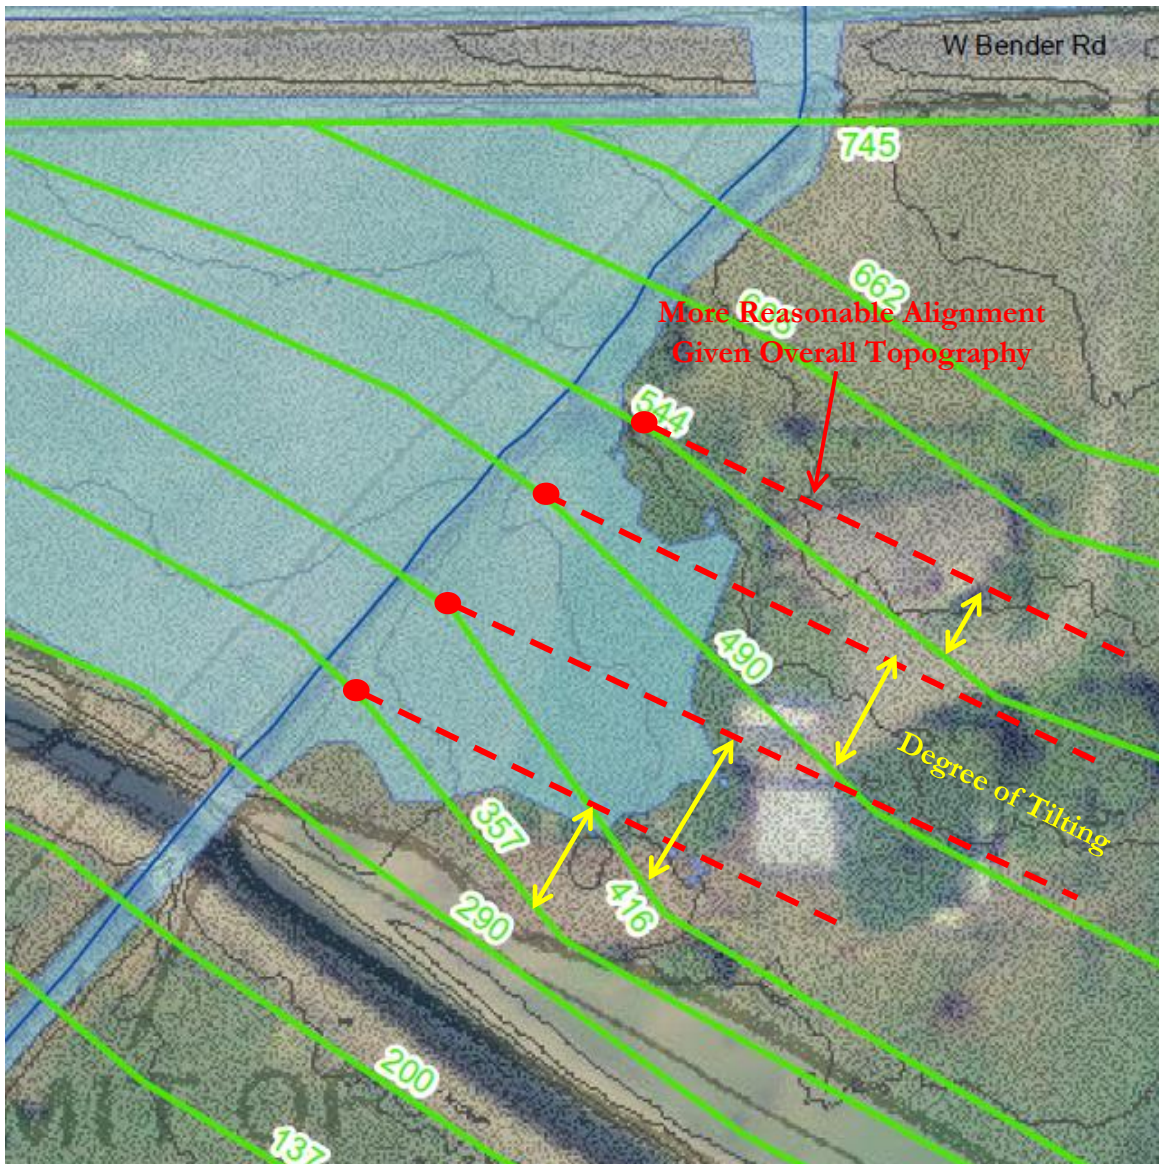 W Bender Rd
745
662
More Reasonable Alignment
Given Overall Topography
544
490
Degree of Tilting
357
416
290
200
137